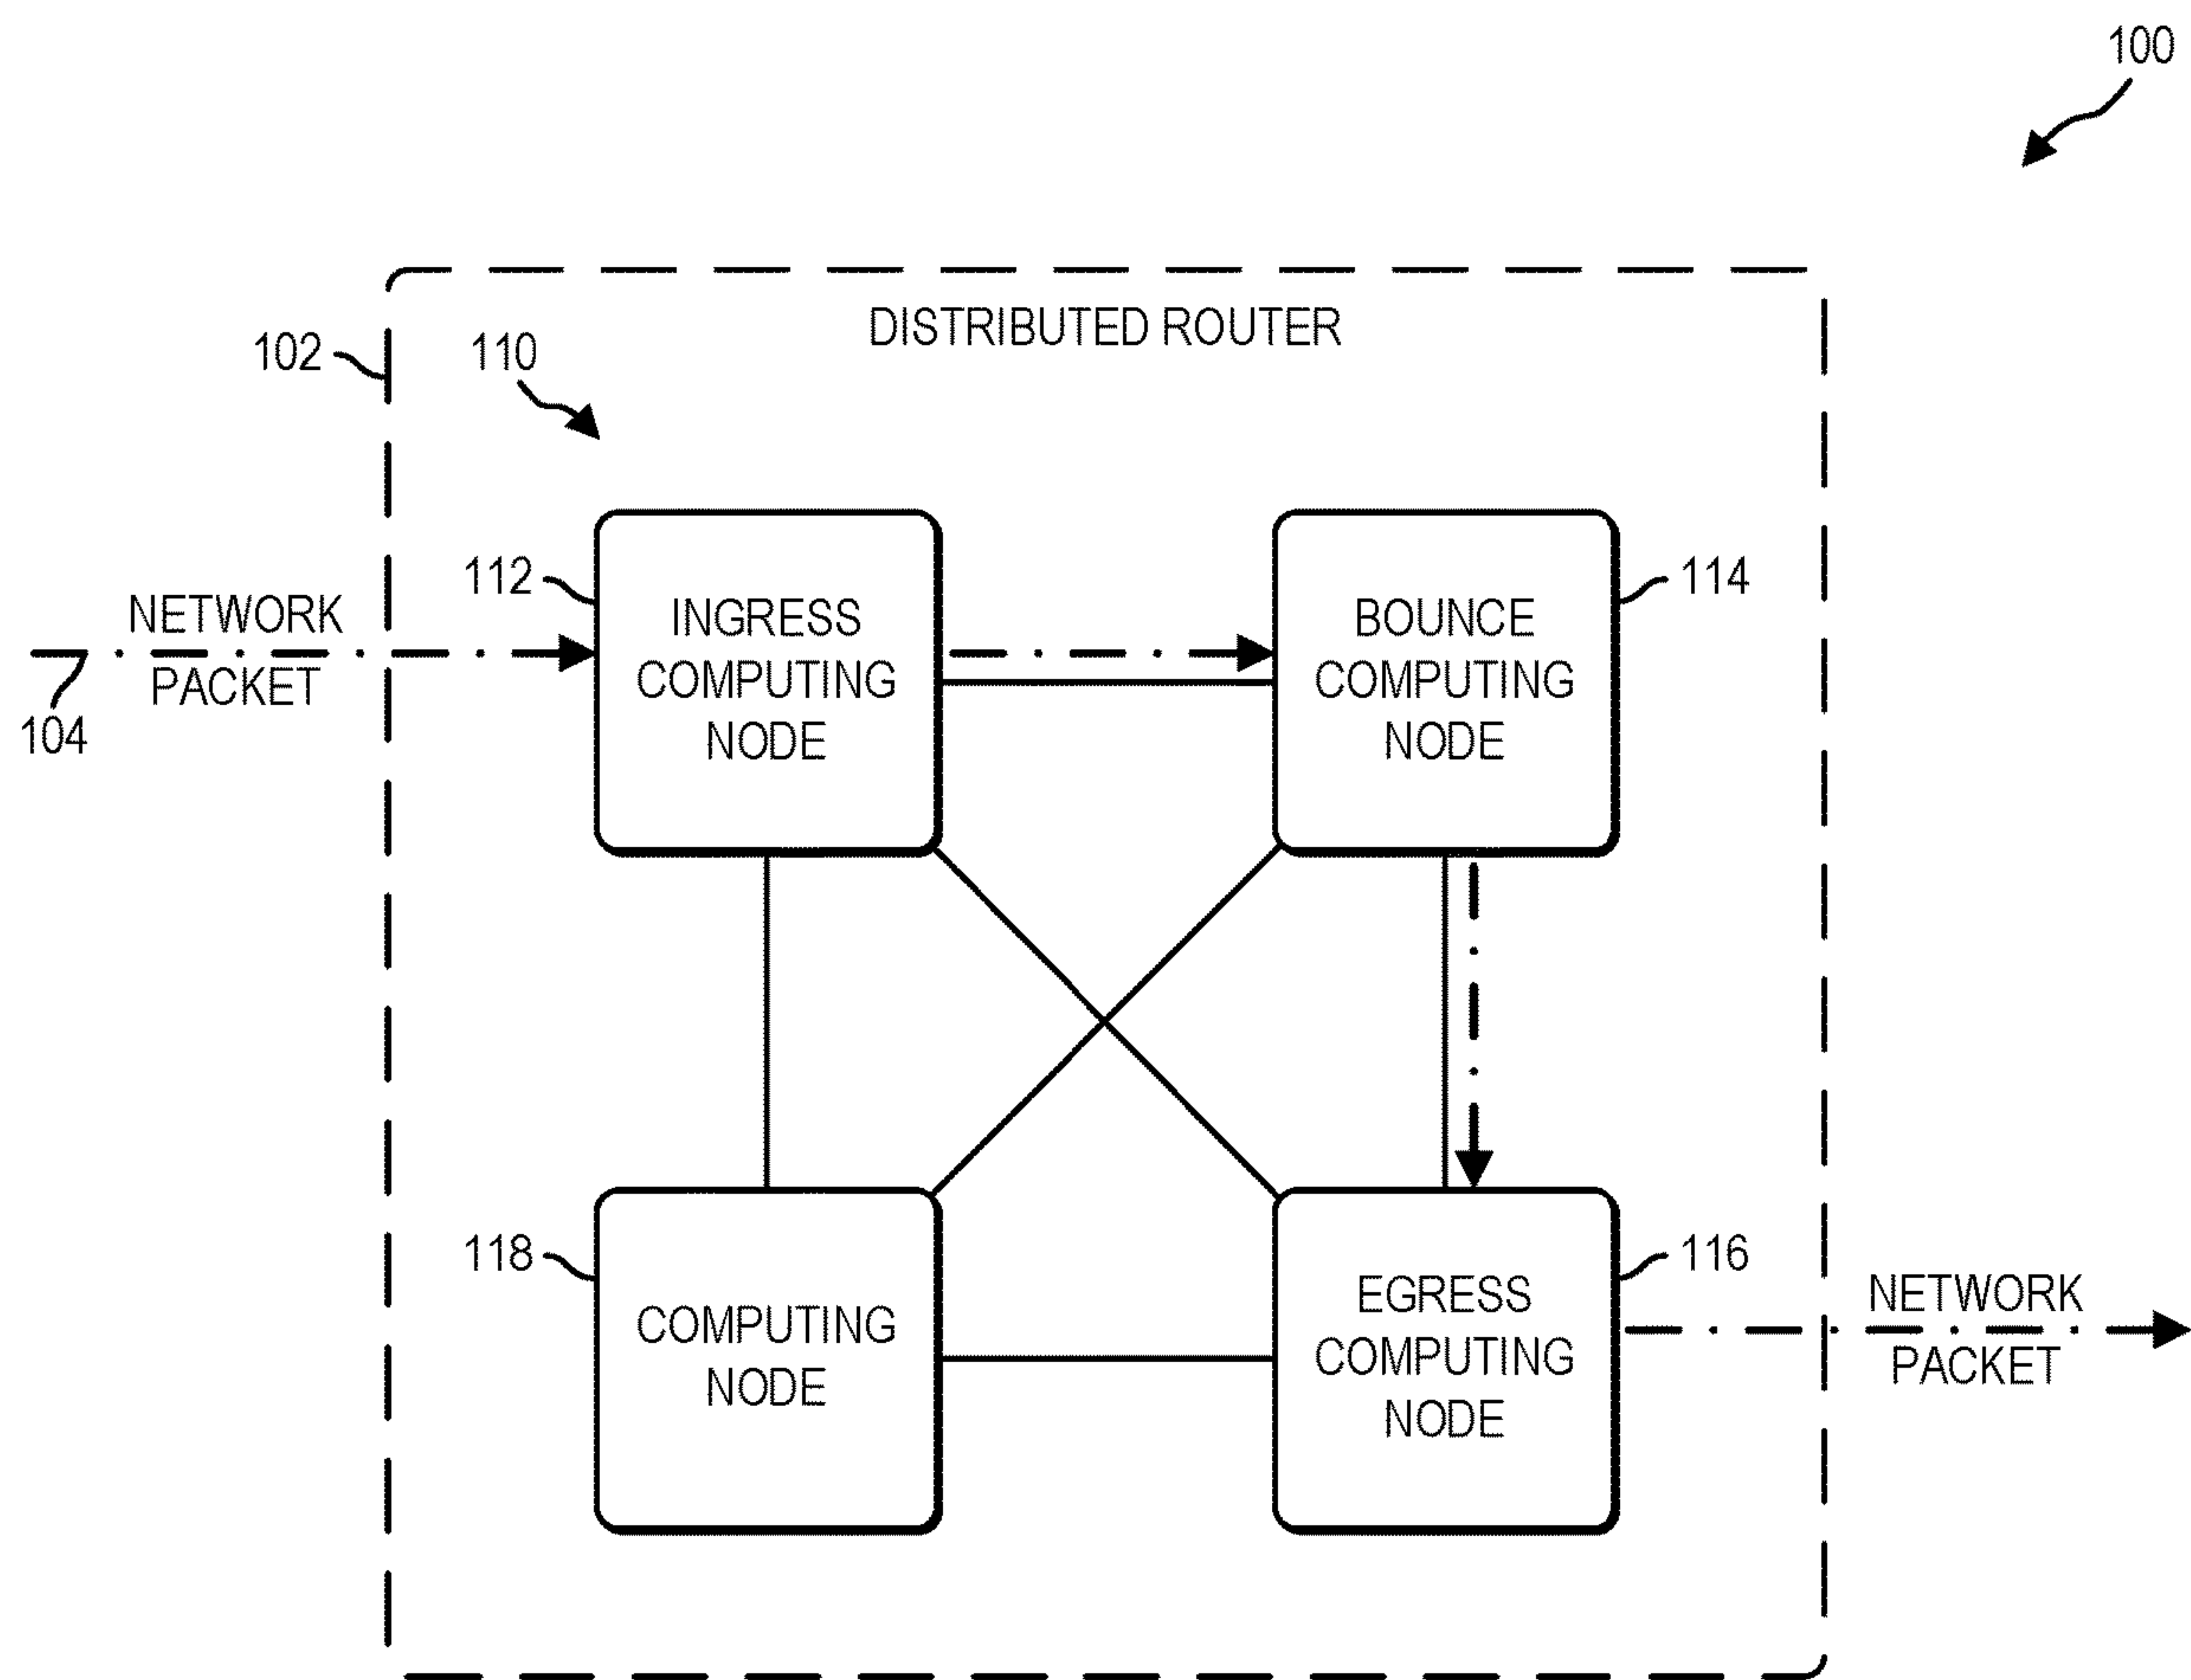 100
DISTRIBUTED ROUTER
102
110
112
114
NETWORK
PACKET
104
INGRESS
COMPUTING
NODE
BOUNCE
COMPUTING
NODE
118
116
COMPUTING
NODE
EGRESS
COMPUTING
NODE
NETWORK
PACKET